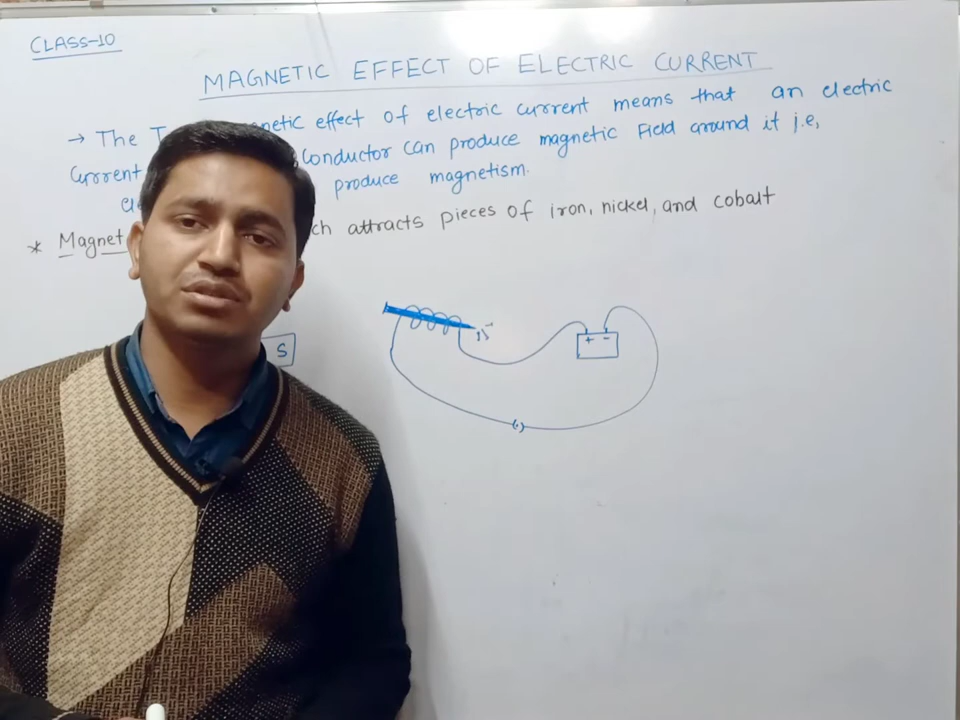 CLASS-10
MAGNETIC EFFECT OF ELECTRIC CURRENT
→ The netic effect of electric current means that an electric
Current conductor can produce magnetic Field around it i.e,
produce magnetism.
* Magnet ch attracts pieces of iron, nickel, and cobalt
S
+ -